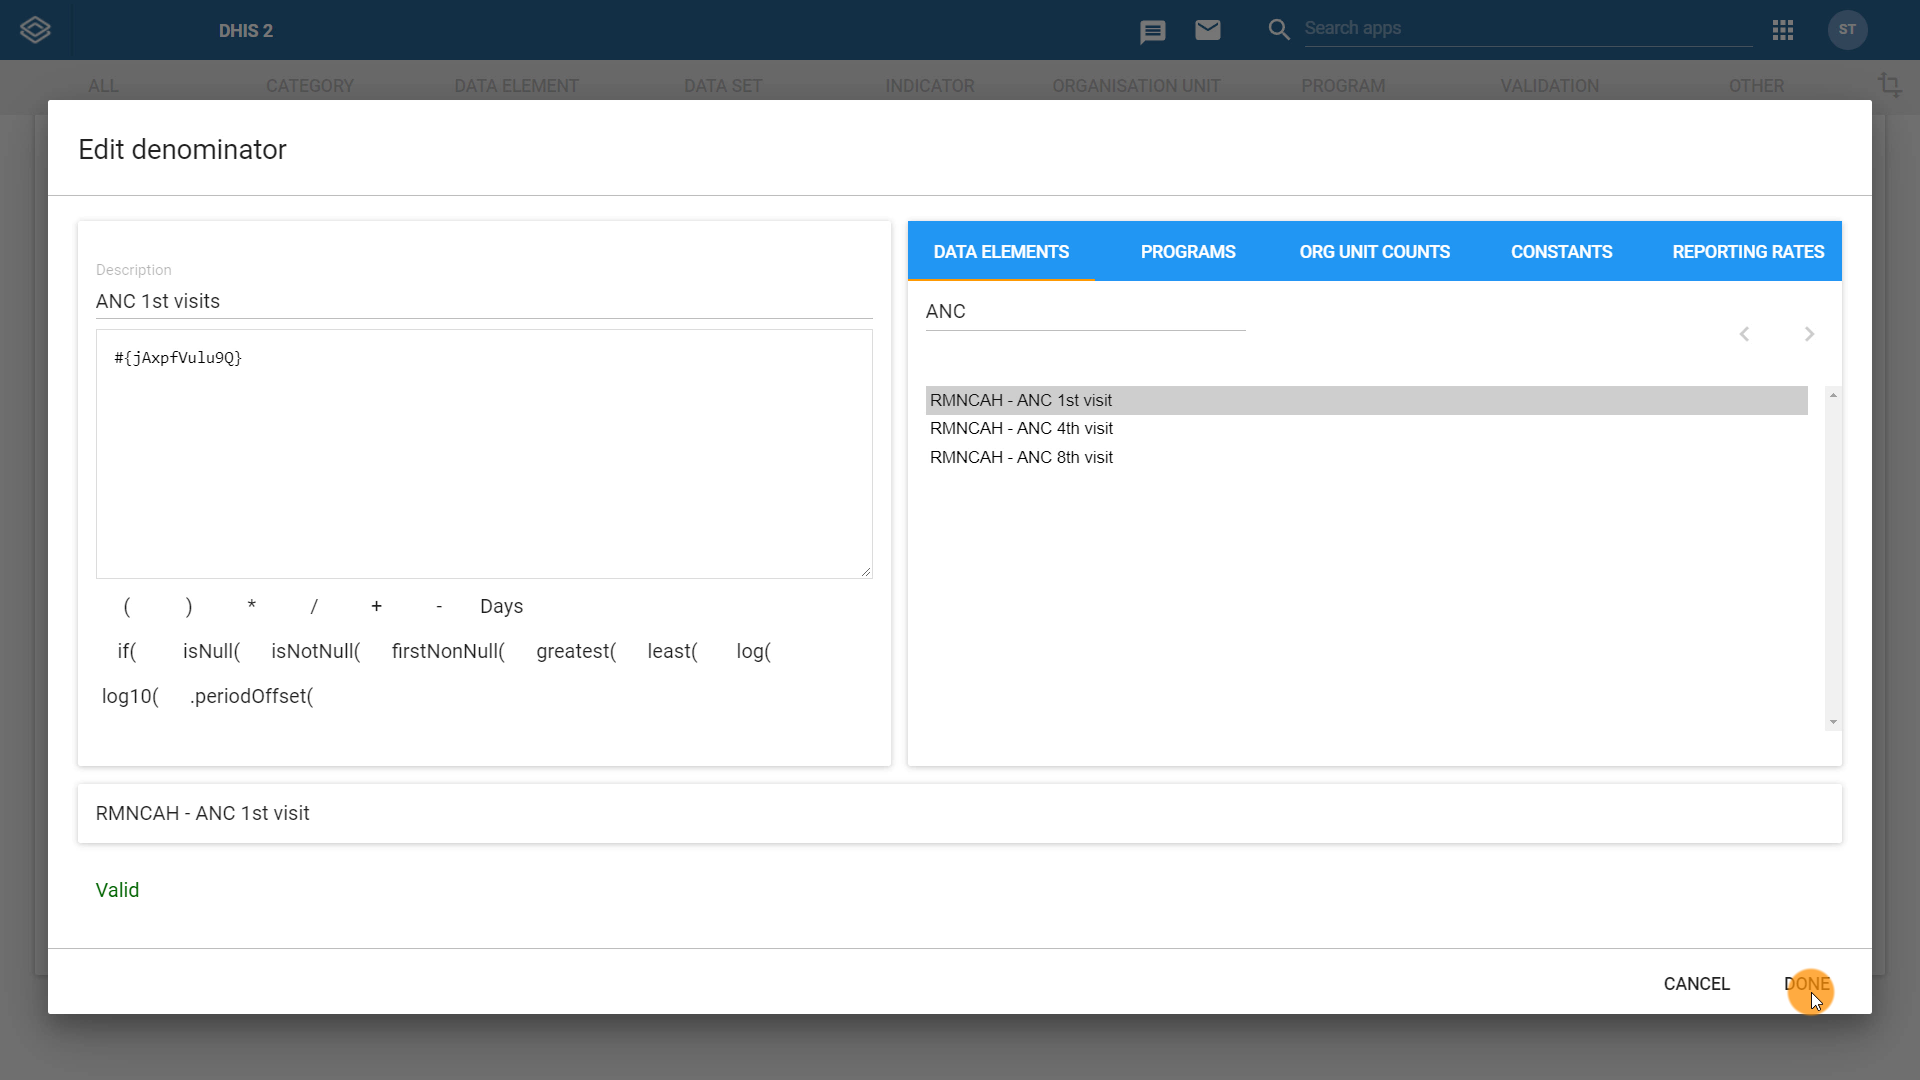 DHIS 2
Search apps
ST
ALL CATEGORY DATA ELEMENT DATA SET INDICATOR ORGANISATION UNIT PROGRAM VALIDATION OTHER
Edit denominator
Description
ANC 1st visits
#{jAxpfVulu9Q}
( ) * / + - Days
if( isNull( isNotNull( firstNonNull( greatest( least( log(
log10( .periodOffset(
DATA ELEMENTS PROGRAMS ORG UNIT COUNTS CONSTANTS REPORTING RATES
ANC
RMNCAH - ANC 1st visit
RMNCAH - ANC 4th visit
RMNCAH - ANC 8th visit
RMNCAH - ANC 1st visit
Valid
CANCEL DONE